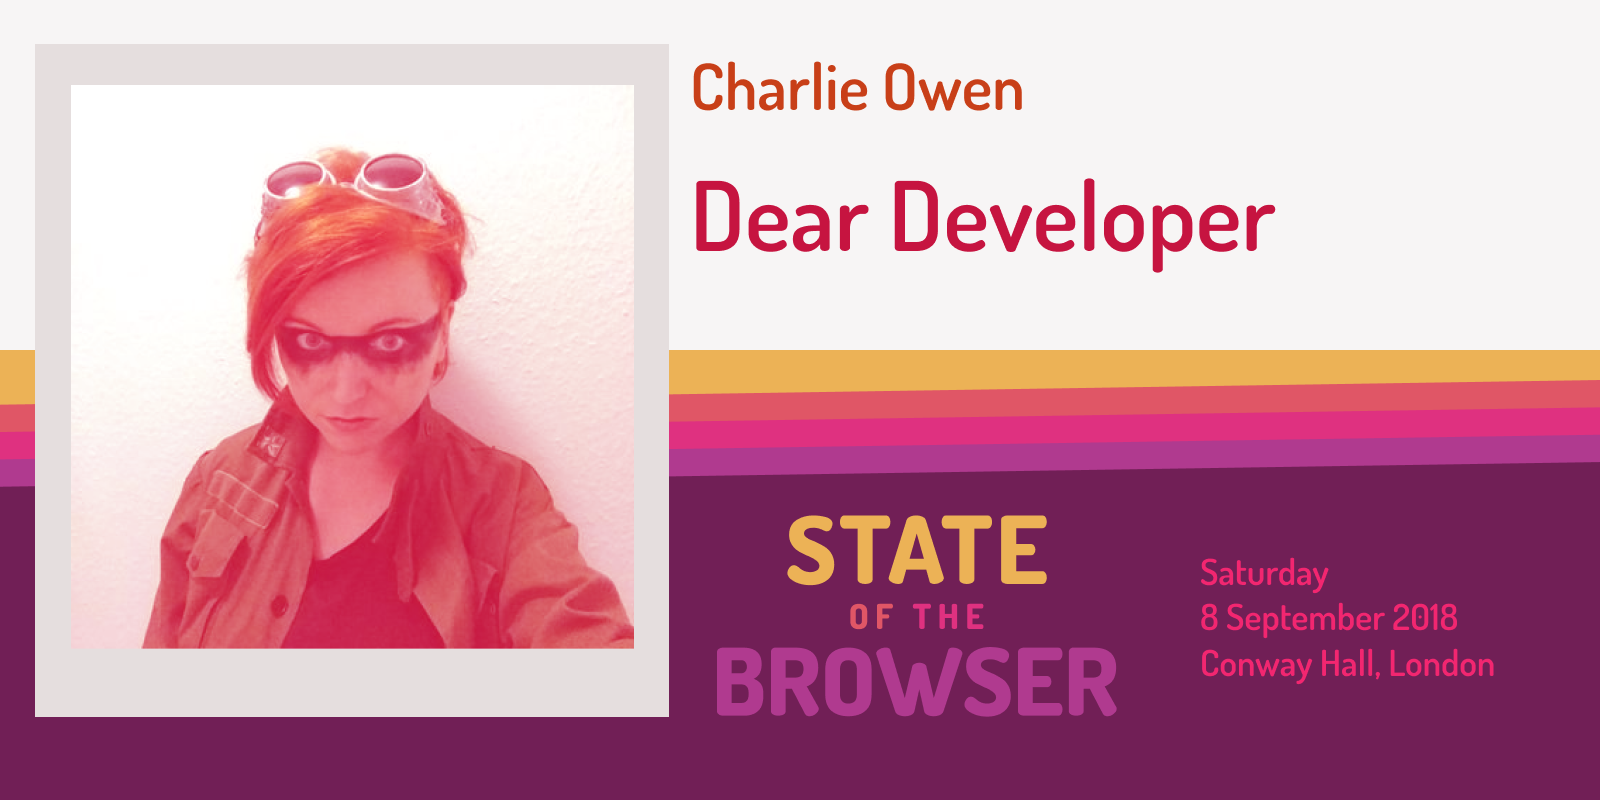 Charlie Owen
Dear Developer
STATE
OF THE
BROWSER
Saturday
8 September 2018
Conway Hall, London